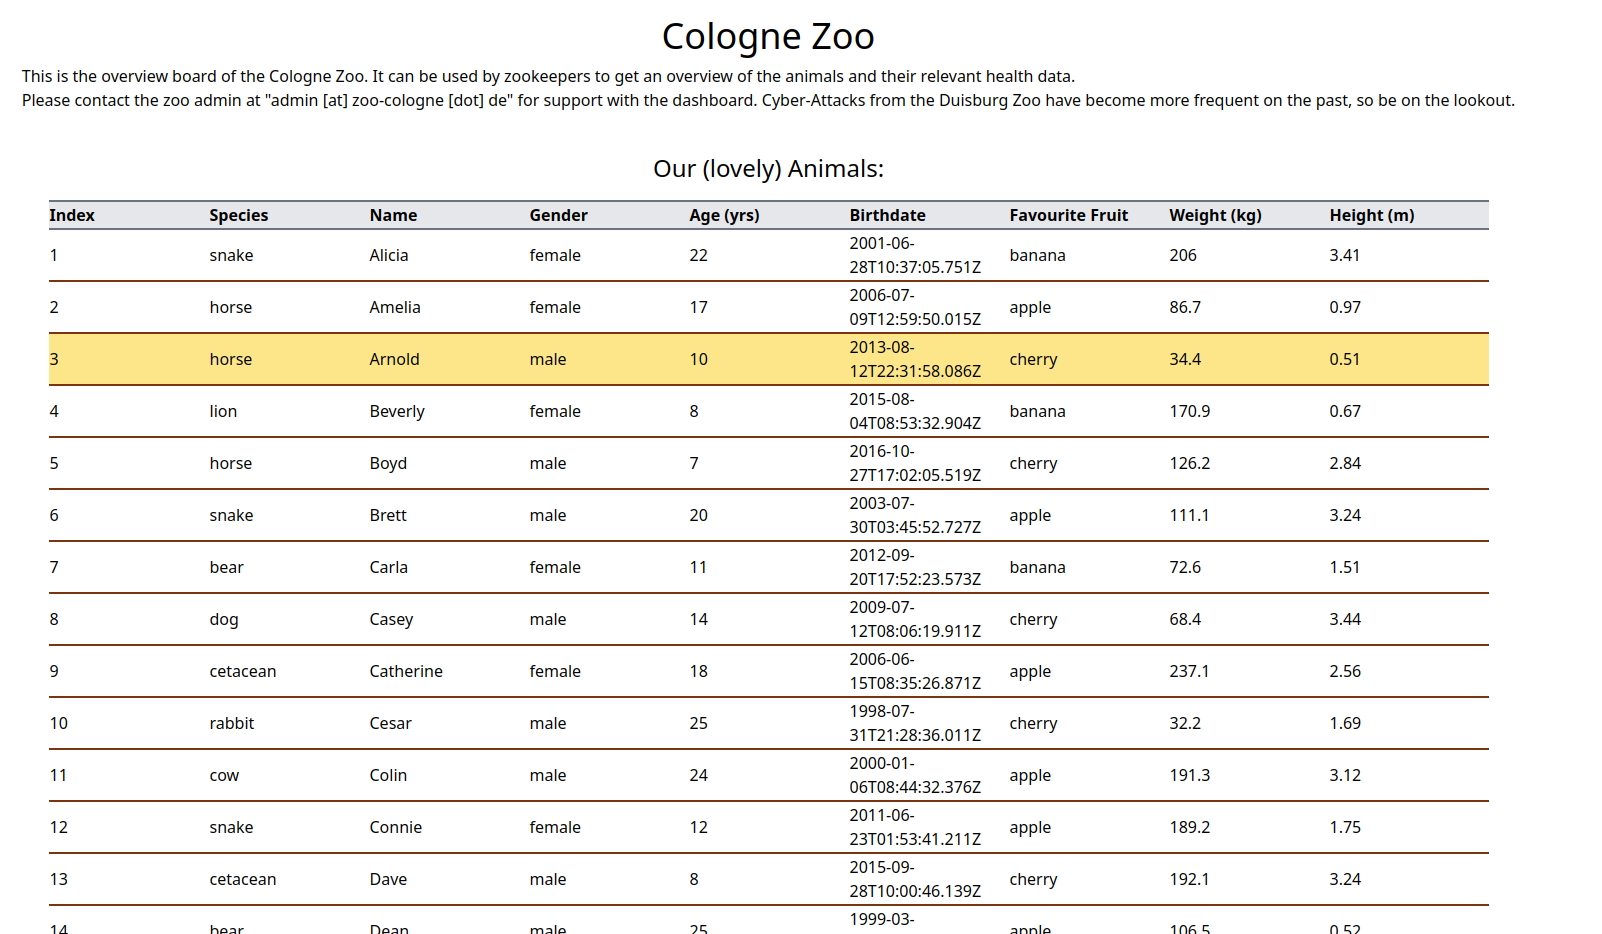 Cologne Zoo
This is the overview board of the Cologne Zoo. It can be used by zookeepers to get an overview of the animals and their relevant health data.
Please contact the zoo admin at "admin [at] zoo-cologne [dot] de" for support with the dashboard. Cyber-Attacks from the Duisburg Zoo have become more frequent on the past, so be on the lookout.
Our (lovely) Animals:
Index Species Name Gender Age (yrs) Birthdate Favourite Fruit Weight (kg) Height (m)
1 snake Alicia female 22 2001-06-28T10:37:05.751Z banana 206 3.41
2 horse Amelia female 17 2006-07-09T12:59:50.015Z apple 86.7 0.97
3 horse Arnold male 10 2013-08-12T22:31:58.086Z cherry 34.4 0.51
4 lion Beverly female 8 2015-08-04T08:53:32.904Z banana 170.9 0.67
5 horse Boyd male 7 2016-10-27T17:02:05.519Z cherry 126.2 2.84
6 snake Brett male 20 2003-07-30T03:45:52.727Z apple 111.1 3.24
7 bear Carla female 11 2012-09-20T17:52:23.573Z banana 72.6 1.51
8 dog Casey male 14 2009-07-12T08:06:19.911Z cherry 68.4 3.44
9 cetacean Catherine female 18 2006-06-15T08:35:26.871Z apple 237.1 2.56
10 rabbit Cesar male 25 1998-07-31T21:28:36.011Z cherry 32.2 1.69
11 cow Colin male 24 2000-01-06T08:44:32.376Z apple 191.3 3.12
12 snake Connie female 12 2011-06-23T01:53:41.211Z apple 189.2 1.75
13 cetacean Dave male 8 2015-09-28T10:00:46.139Z cherry 192.1 3.24
14 bear Dean male 25 1999-03- apple 106.5 0.52